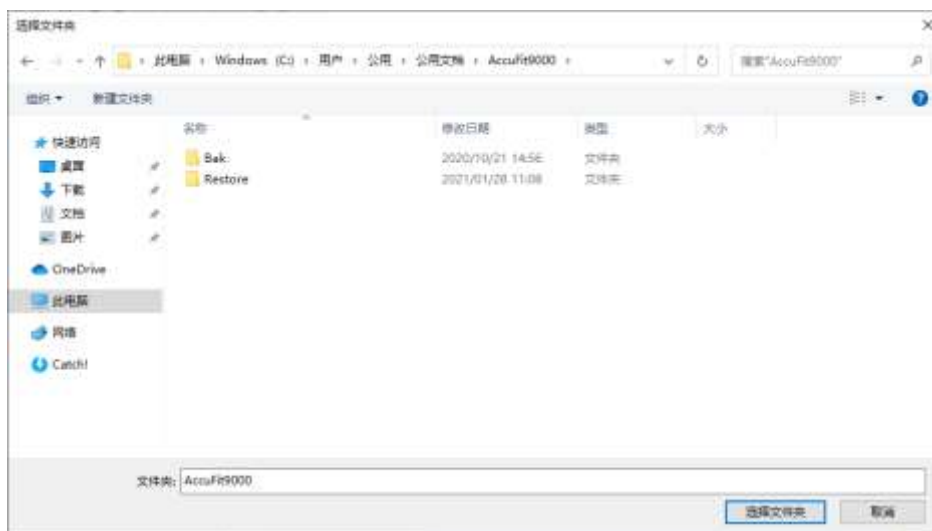 选择文件夹
此电脑 › Windows (C:) › 用户 › 公用 › 公用文档 › AccuFit9000 ›
搜索"AccuFit9000"
组织 新建文件夹
名称 修改日期 类型 大小
快速访问
桌面
下载
文档
图片
OneDrive
此电脑
网络
Catch!
Bak 2020/10/21 14:56 文件夹
Restore 2021/01/28 11:08 文件夹
文件夹: AccuFit9000
选择文件夹 取消